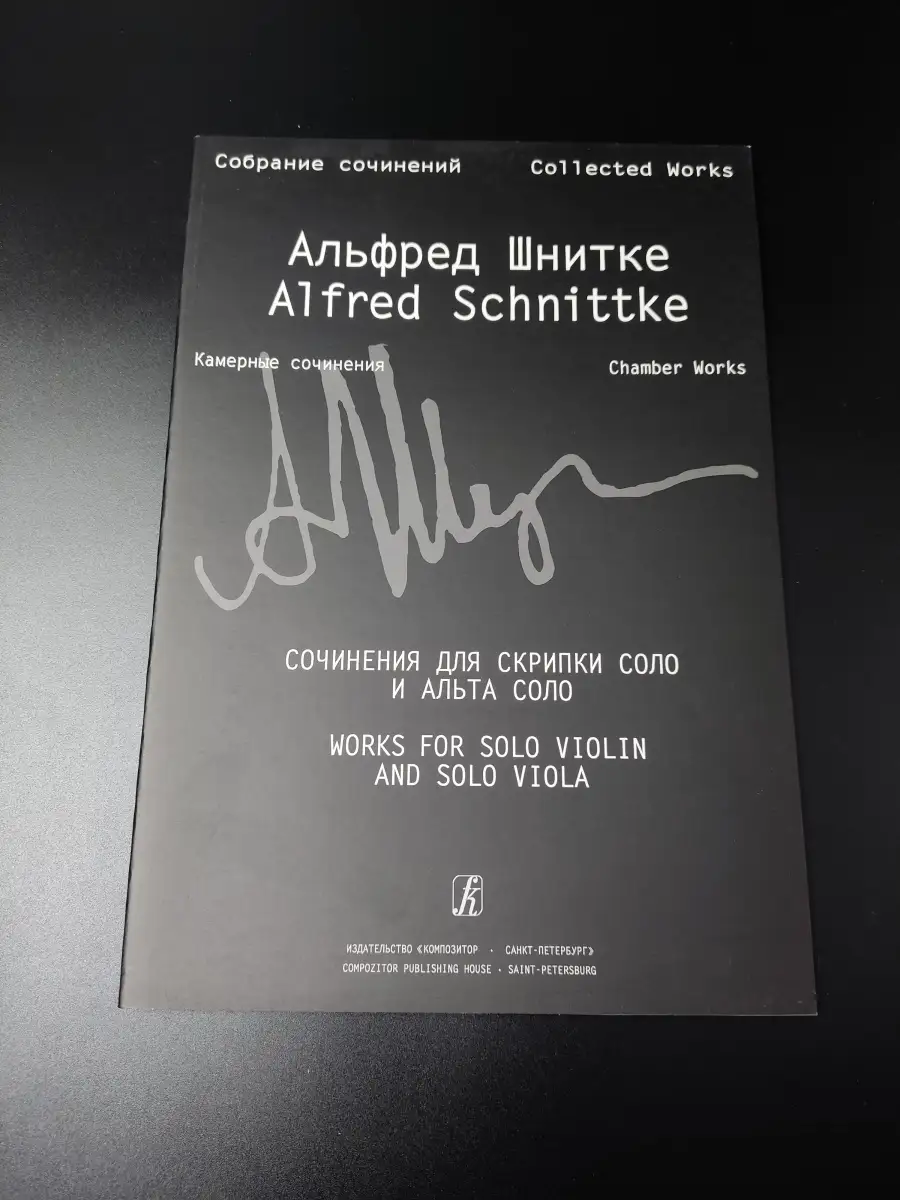 Собрание сочинений Collected Works
Альфред Шнитке
Alfred Schnittke
Камерные сочинения Chamber Works
СОЧИНЕНИЯ ДЛЯ СКРИПКИ СОЛО
И АЛЬТА СОЛО
WORKS FOR SOLO VIOLIN
AND SOLO VIOLA
ИЗДАТЕЛЬСТВО «КОМПОЗИТОР · САНКТ-ПЕТЕРБУРГ»
COMPOZITOR PUBLISHING HOUSE · SAINT-PETERSBURG